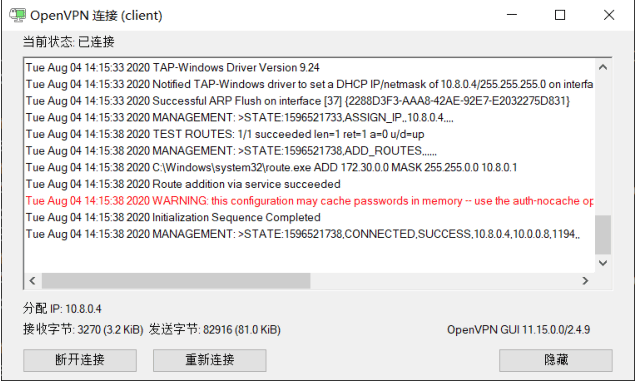 OpenVPN 连接 (client)
当前状态: 已连接
Tue Aug 04 14:15:33 2020 TAP-Windows Driver Version 9.24
Tue Aug 04 14:15:33 2020 Notified TAP-Windows driver to set a DHCP IP/netmask of 10.8.0.4/255.255.255.0 on interfa
Tue Aug 04 14:15:33 2020 Successful ARP Flush on interface [37] {2288D3F3-AAA8-42AE-92E7-E2032275D831}
Tue Aug 04 14:15:33 2020 MANAGEMENT: >STATE:1596521733,ASSIGN_IP,,10.8.0.4,,,,
Tue Aug 04 14:15:38 2020 TEST ROUTES: 1/1 succeeded len=1 ret=1 a=0 u/d=up
Tue Aug 04 14:15:38 2020 MANAGEMENT: >STATE:1596521738,ADD_ROUTES,,,,,,
Tue Aug 04 14:15:38 2020 C:\Windows\system32\route.exe ADD 172.30.0.0 MASK 255.255.0.0 10.8.0.1
Tue Aug 04 14:15:38 2020 Route addition via service succeeded
Tue Aug 04 14:15:38 2020 WARNING: this configuration may cache passwords in memory -- use the auth-nocache op
Tue Aug 04 14:15:38 2020 Initialization Sequence Completed
Tue Aug 04 14:15:38 2020 MANAGEMENT: >STATE:1596521738,CONNECTED,SUCCESS,10.8.0.4,10.0.0.8,1194,,
分配 IP: 10.8.0.4
接收字节: 3270 (3.2 KiB) 发送字节: 82916 (81.0 KiB)
OpenVPN GUI 11.15.0.0/2.4.9
断开连接
重新连接
隐藏